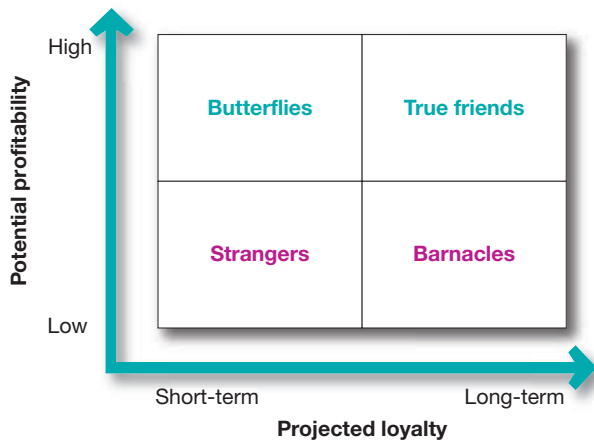 High
Butterflies
True friends
Potential profitability
Strangers
Barnacles
Low
Short-term
Long-term
Projected loyalty